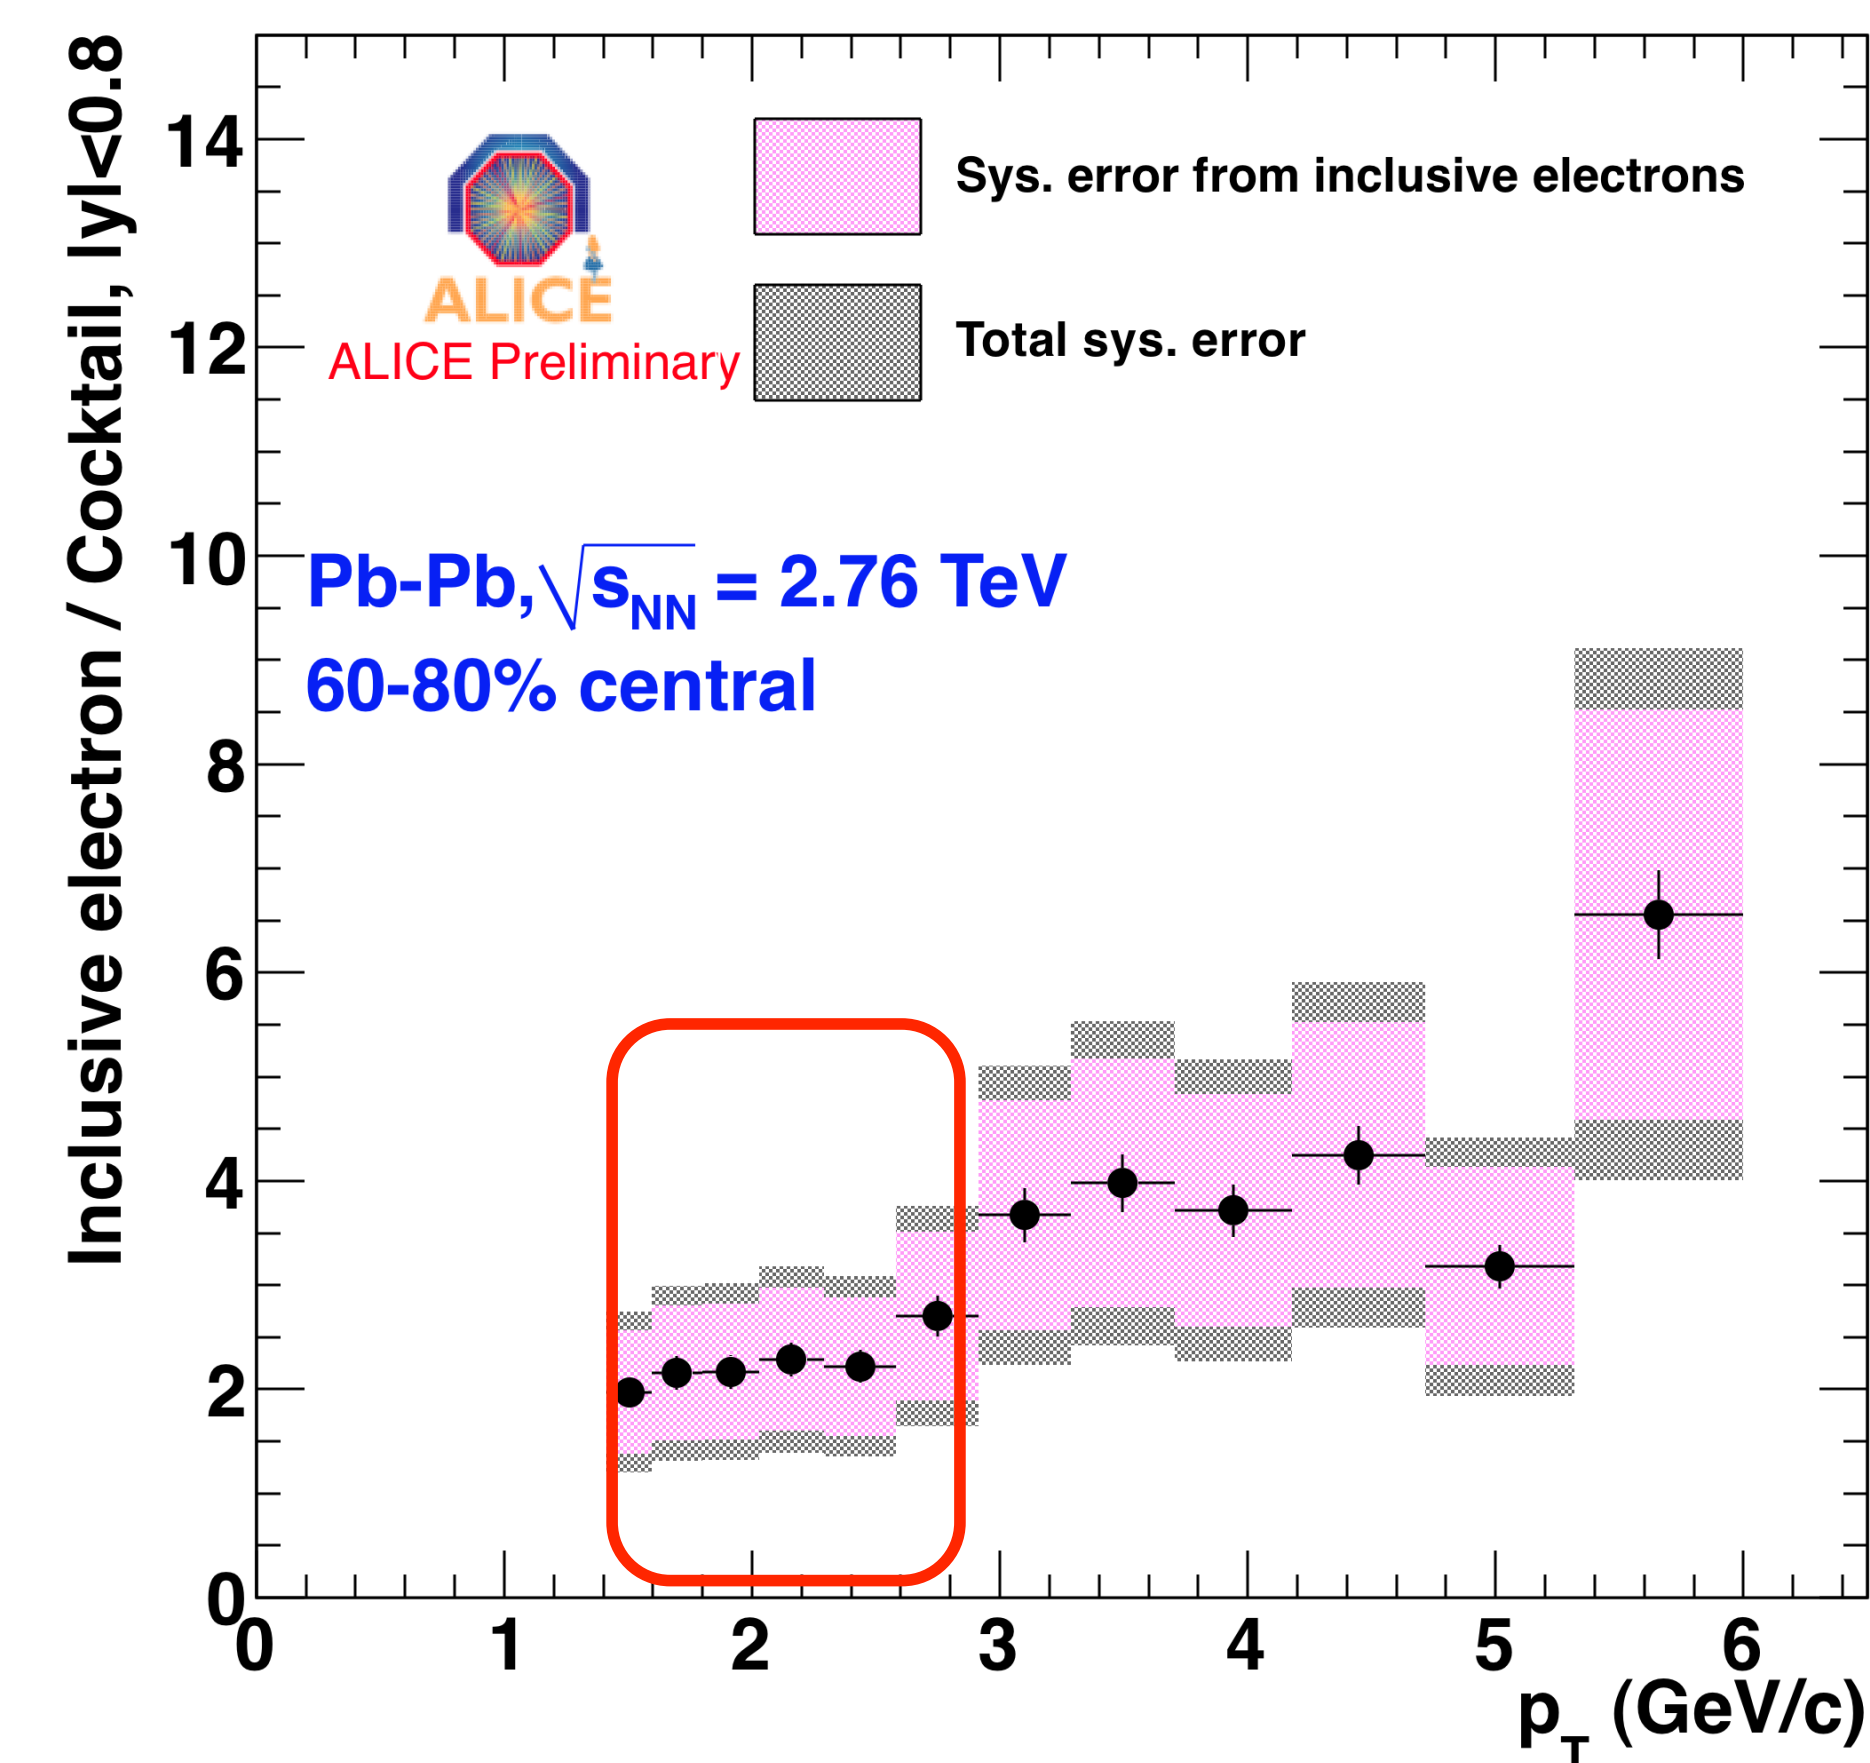 Inclusive electron / Cocktail, lyl<0.8
14
12
10
8
6
4
2
0
ALICE
ALICE Preliminary
Sys. error from inclusive electrons
Total sys. error
Pb-Pb, √sNN = 2.76 TeV
60-80% central
0 1 2 3 4 5 6
pT (GeV/c)